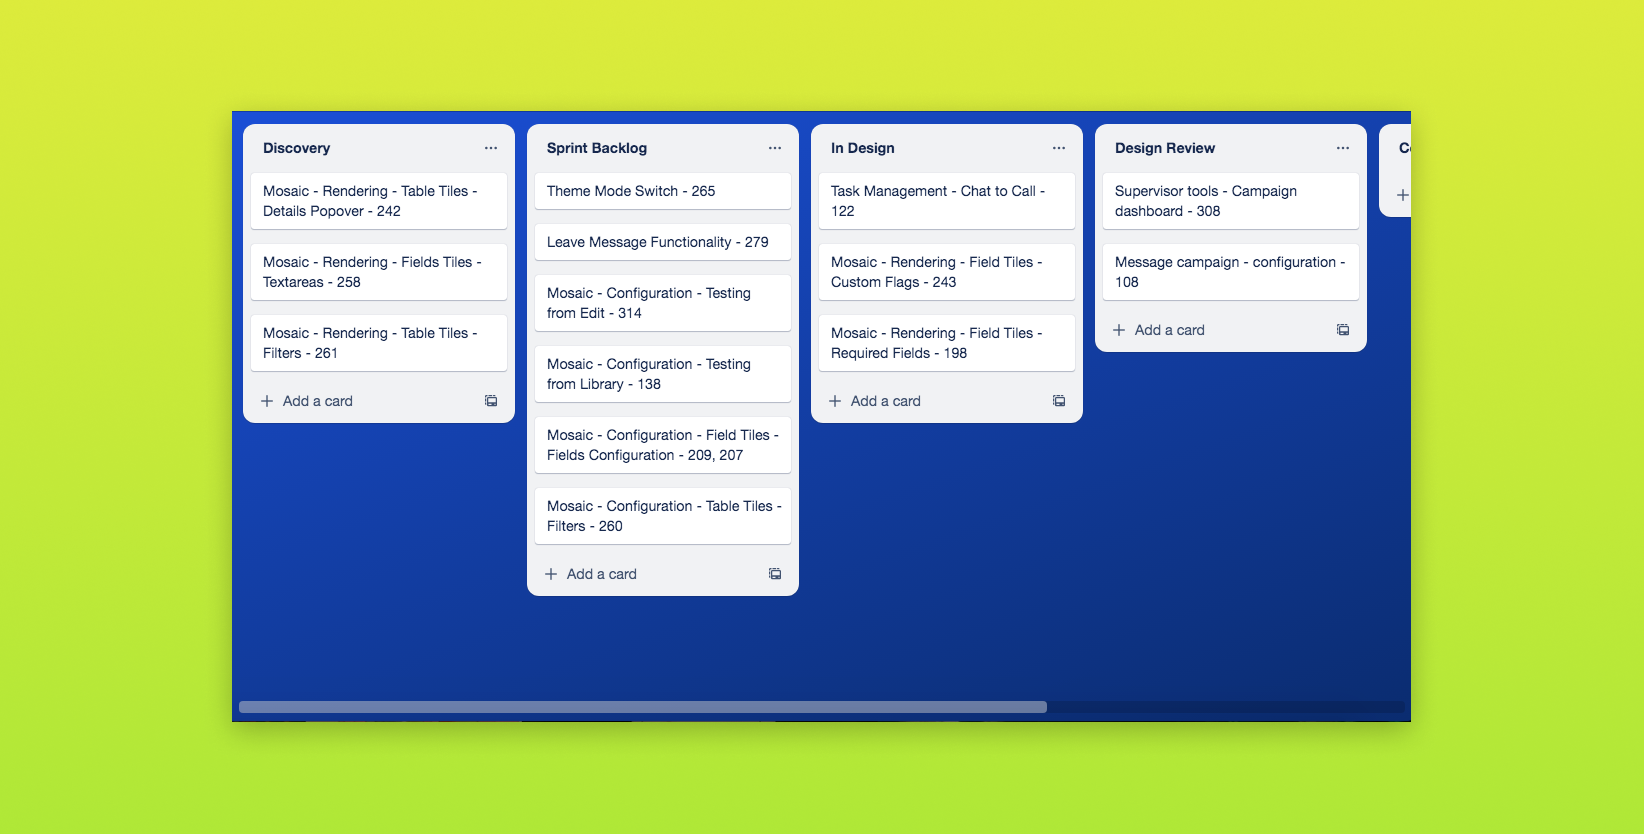 Discovery
Mosaic - Rendering - Table Tiles -
Details Popover - 242
Mosaic - Rendering - Fields Tiles -
Textareas - 258
Mosaic - Rendering - Table Tiles -
Filters - 261
Add a card
Sprint Backlog
Theme Mode Switch - 265
Leave Message Functionality - 279
Mosaic - Configuration - Testing
from Edit - 314
Mosaic - Configuration - Testing
from Library - 138
Mosaic - Configuration - Field Tiles -
Fields Configuration - 209, 207
Mosaic - Configuration - Table Tiles -
Filters - 260
Add a card
In Design
Task Management - Chat to Call -
122
Mosaic - Rendering - Field Tiles -
Custom Flags - 243
Mosaic - Rendering - Field Tiles -
Required Fields - 198
Add a card
Design Review
Supervisor tools - Campaign
dashboard - 308
Message campaign - configuration -
108
Add a card